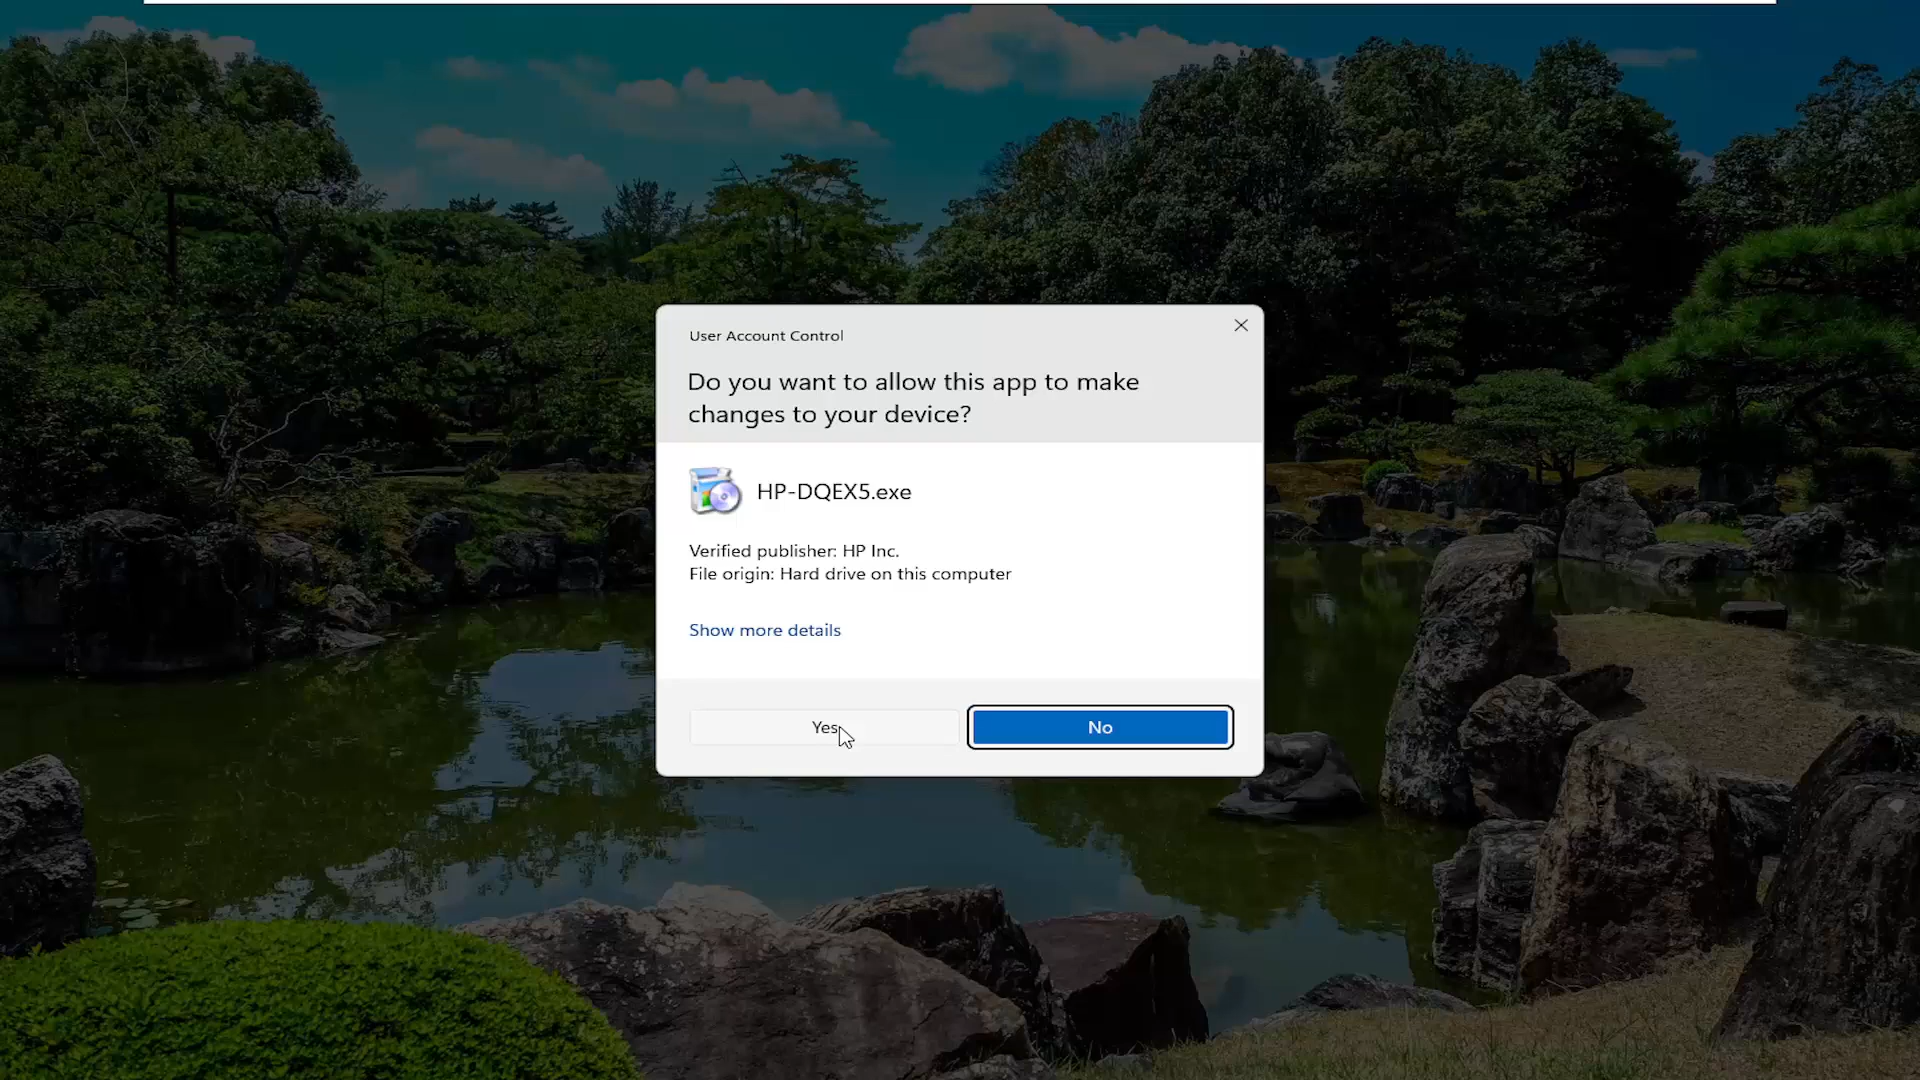 User Account Control
Do you want to allow this app to make
changes to your device?
HP-DQEX5.exe
Verified publisher: HP Inc.
File origin: Hard drive on this computer
Show more details
Yes
No